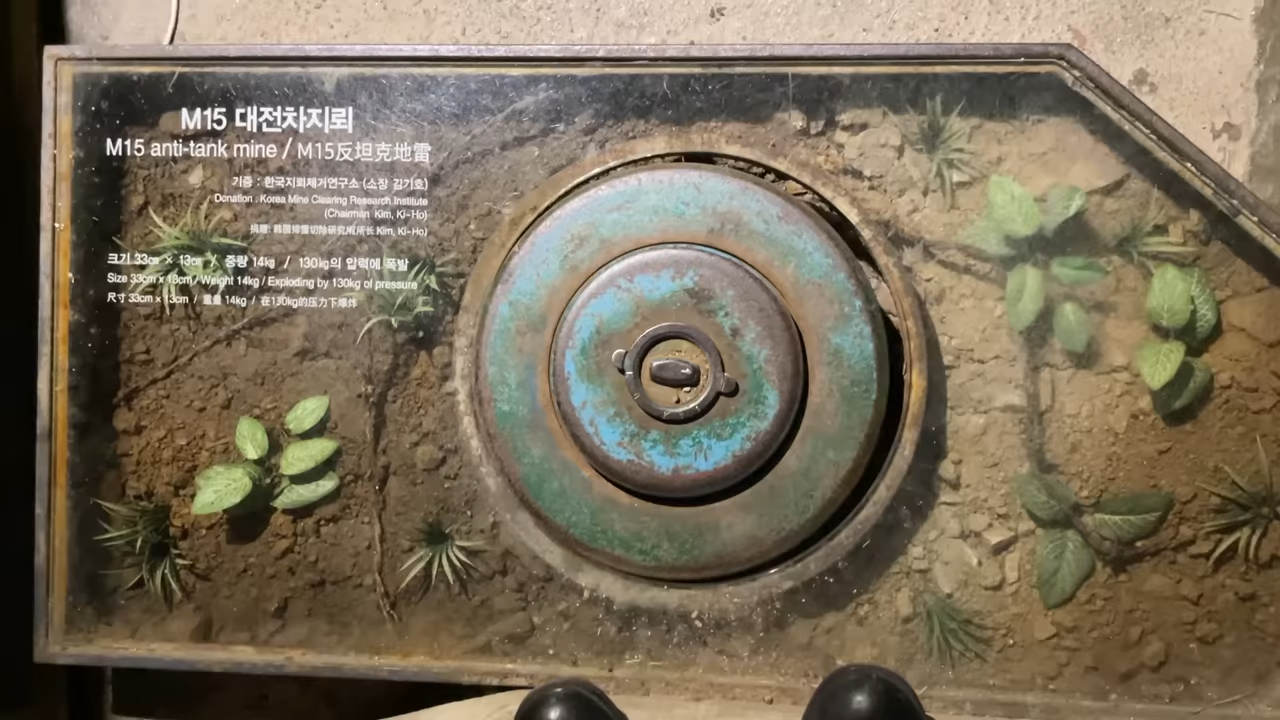 M15 대전차지뢰
M15 anti-tank mine / M15反坦克地雷
기증 : 한국지뢰제거연구소 (소장 김기호)
Donation : Korea Mine Clearing Research Institute
(Chairman Kim, Ki-Ho)
捐赠: 韩国 研究所 所长 Kim, Ki-Ho)
크기 33㎝ × 13㎝ / 중량 14㎏ / 130㎏의 압력에 폭발
Size 33cm x 13cm / Weight 14kg / Exploding by 130kg of pressure
尺寸 33cm x 13cm / 重量 14kg / 在130kg的压力下爆炸